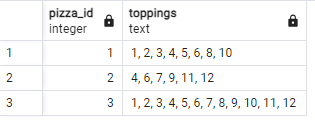 pizza_id toppings
integer text
1 1 1, 2, 3, 4, 5, 6, 8, 10
2 2 4, 6, 7, 9, 11, 12
3 3 1, 2, 3, 4, 5, 6, 7, 8, 9, 10, 11, 12